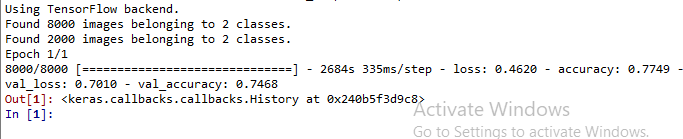 Using TensorFlow backend.
Found 8000 images belonging to 2 classes.
Found 2000 images belonging to 2 classes.
Epoch 1/1
8000/8000 [==============================] - 2684s 335ms/step - loss: 0.4620 - accuracy: 0.7749 -
val_loss: 0.7010 - val_accuracy: 0.7468
Out[1]: <keras.callbacks.callbacks.History at 0x240b5f3d9c8>
Activate Windows
In [1]:
Go to Settings to activate Windows.